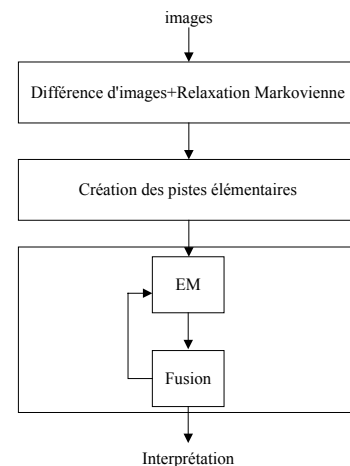 images
Différence d'images+Relaxation Markovienne
Création des pistes élémentaires
EM
Fusion
Interprétation